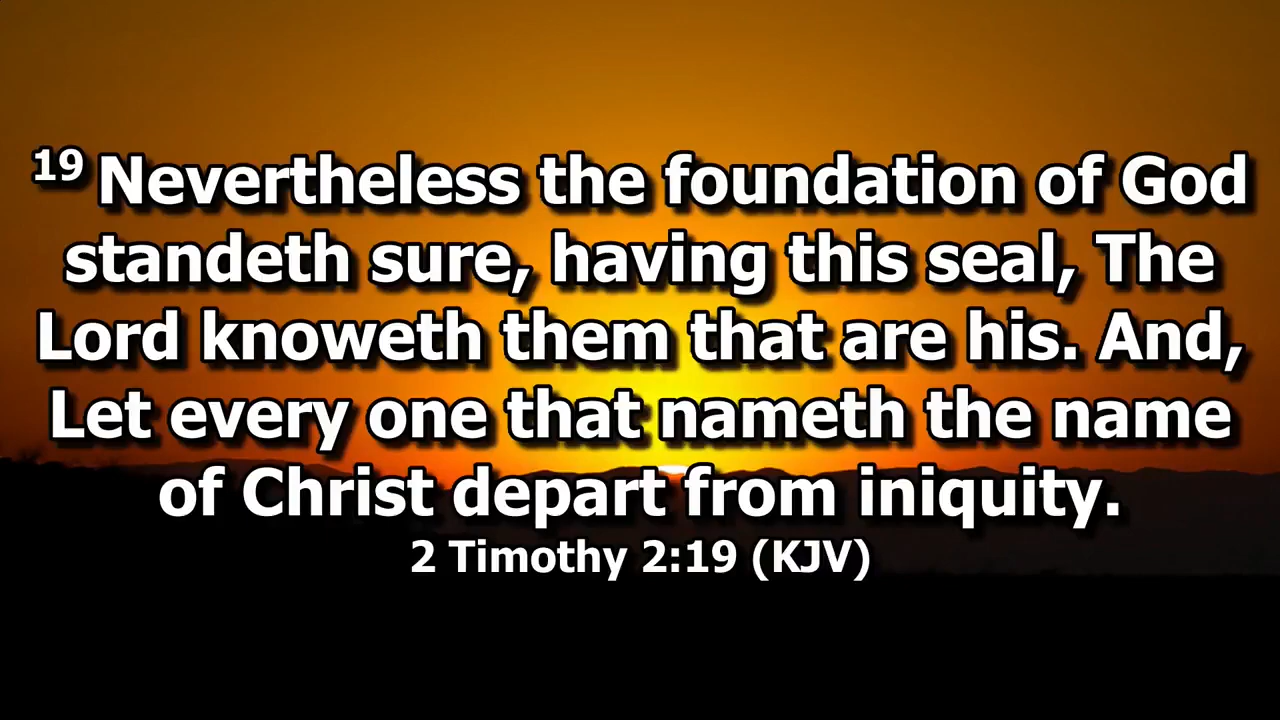 19 Nevertheless the foundation of God
standeth sure, having this seal, The
Lord knoweth them that are his. And,
Let every one that nameth the name
of Christ depart from iniquity.
2 Timothy 2:19 (KJV)